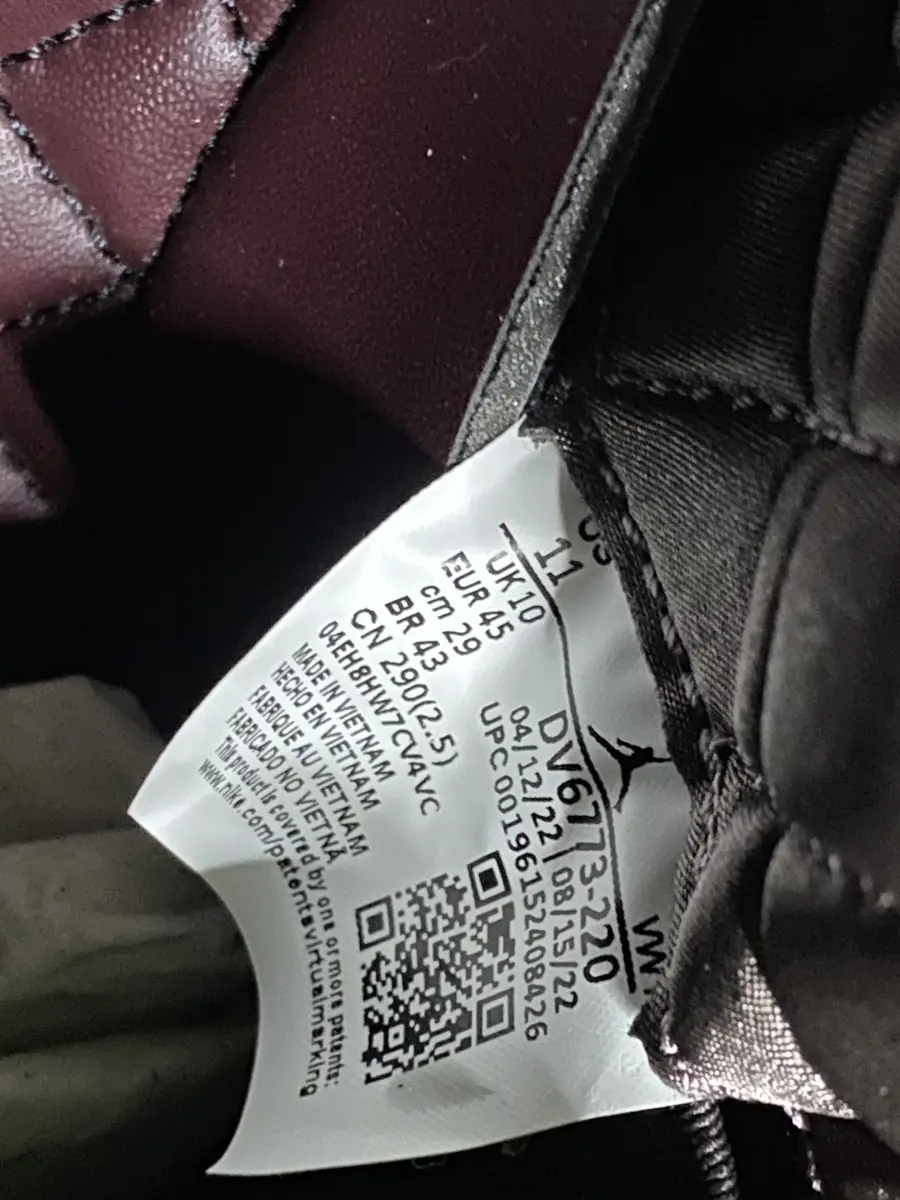 US
11
UK 10
EUR 45
cm 29
BR 43
CN 290(2.5)
04EH8HW7CV4VC
MADE IN VIETNAM
HECHO EN VIETNAM
FABRIQUE AU VIETNAM
FABRICADO NO VIETNÃ
This product is covered by one or more patents:
www.nike.com/patentsvirtualmarking
DV6773-220
04/12/22|08/15/22
UPC 00196152408426